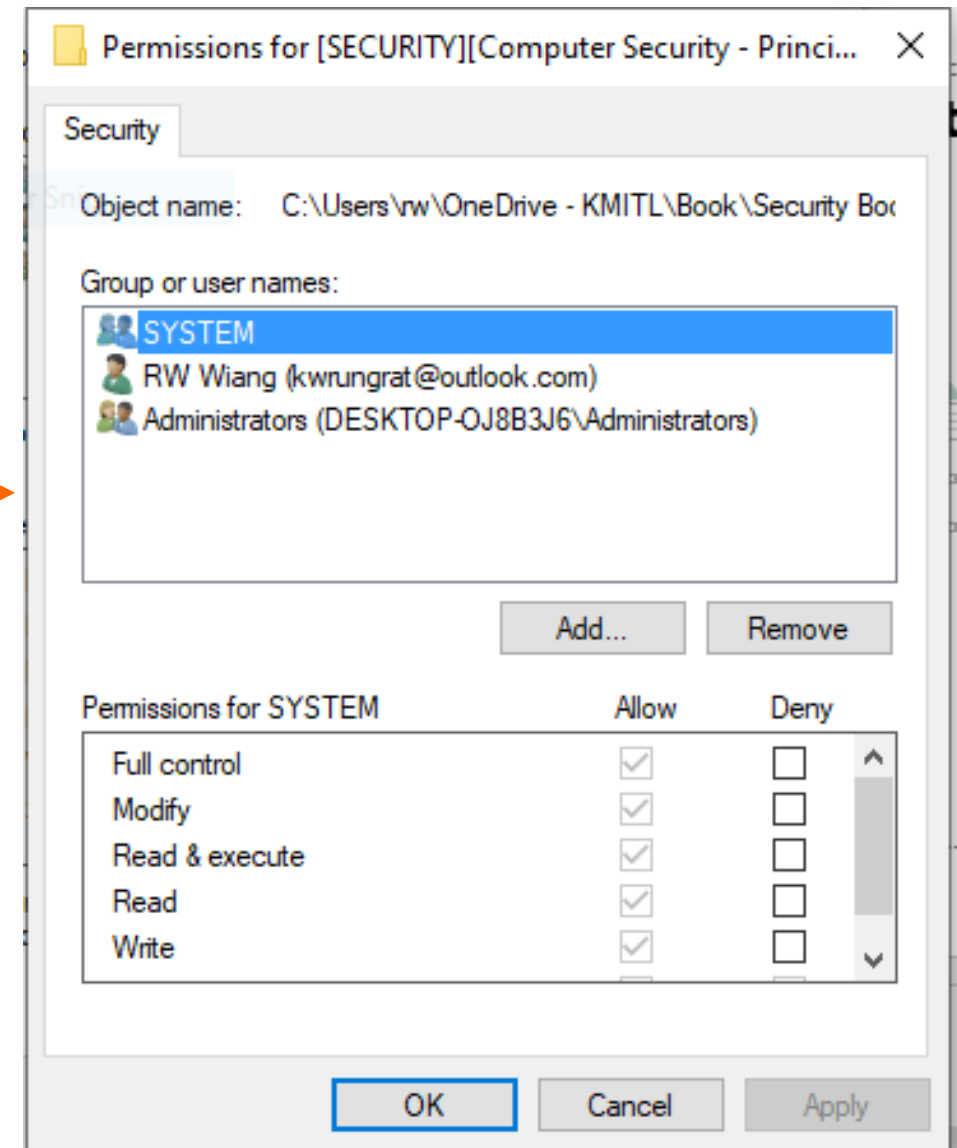 Permissions for [SECURITY][Computer Security - Princi...
Security
Object name: C:\Users\rw\OneDrive - KMITL\Book\Security Boo
Group or user names:
SYSTEM
RW Wiang (kwrungrat@outlook.com)
Administrators (DESKTOP-OJ8B3J6\Administrators)
Add... Remove
Permissions for SYSTEM Allow Deny
Full control
Modify
Read & execute
Read
Write
OK Cancel Apply